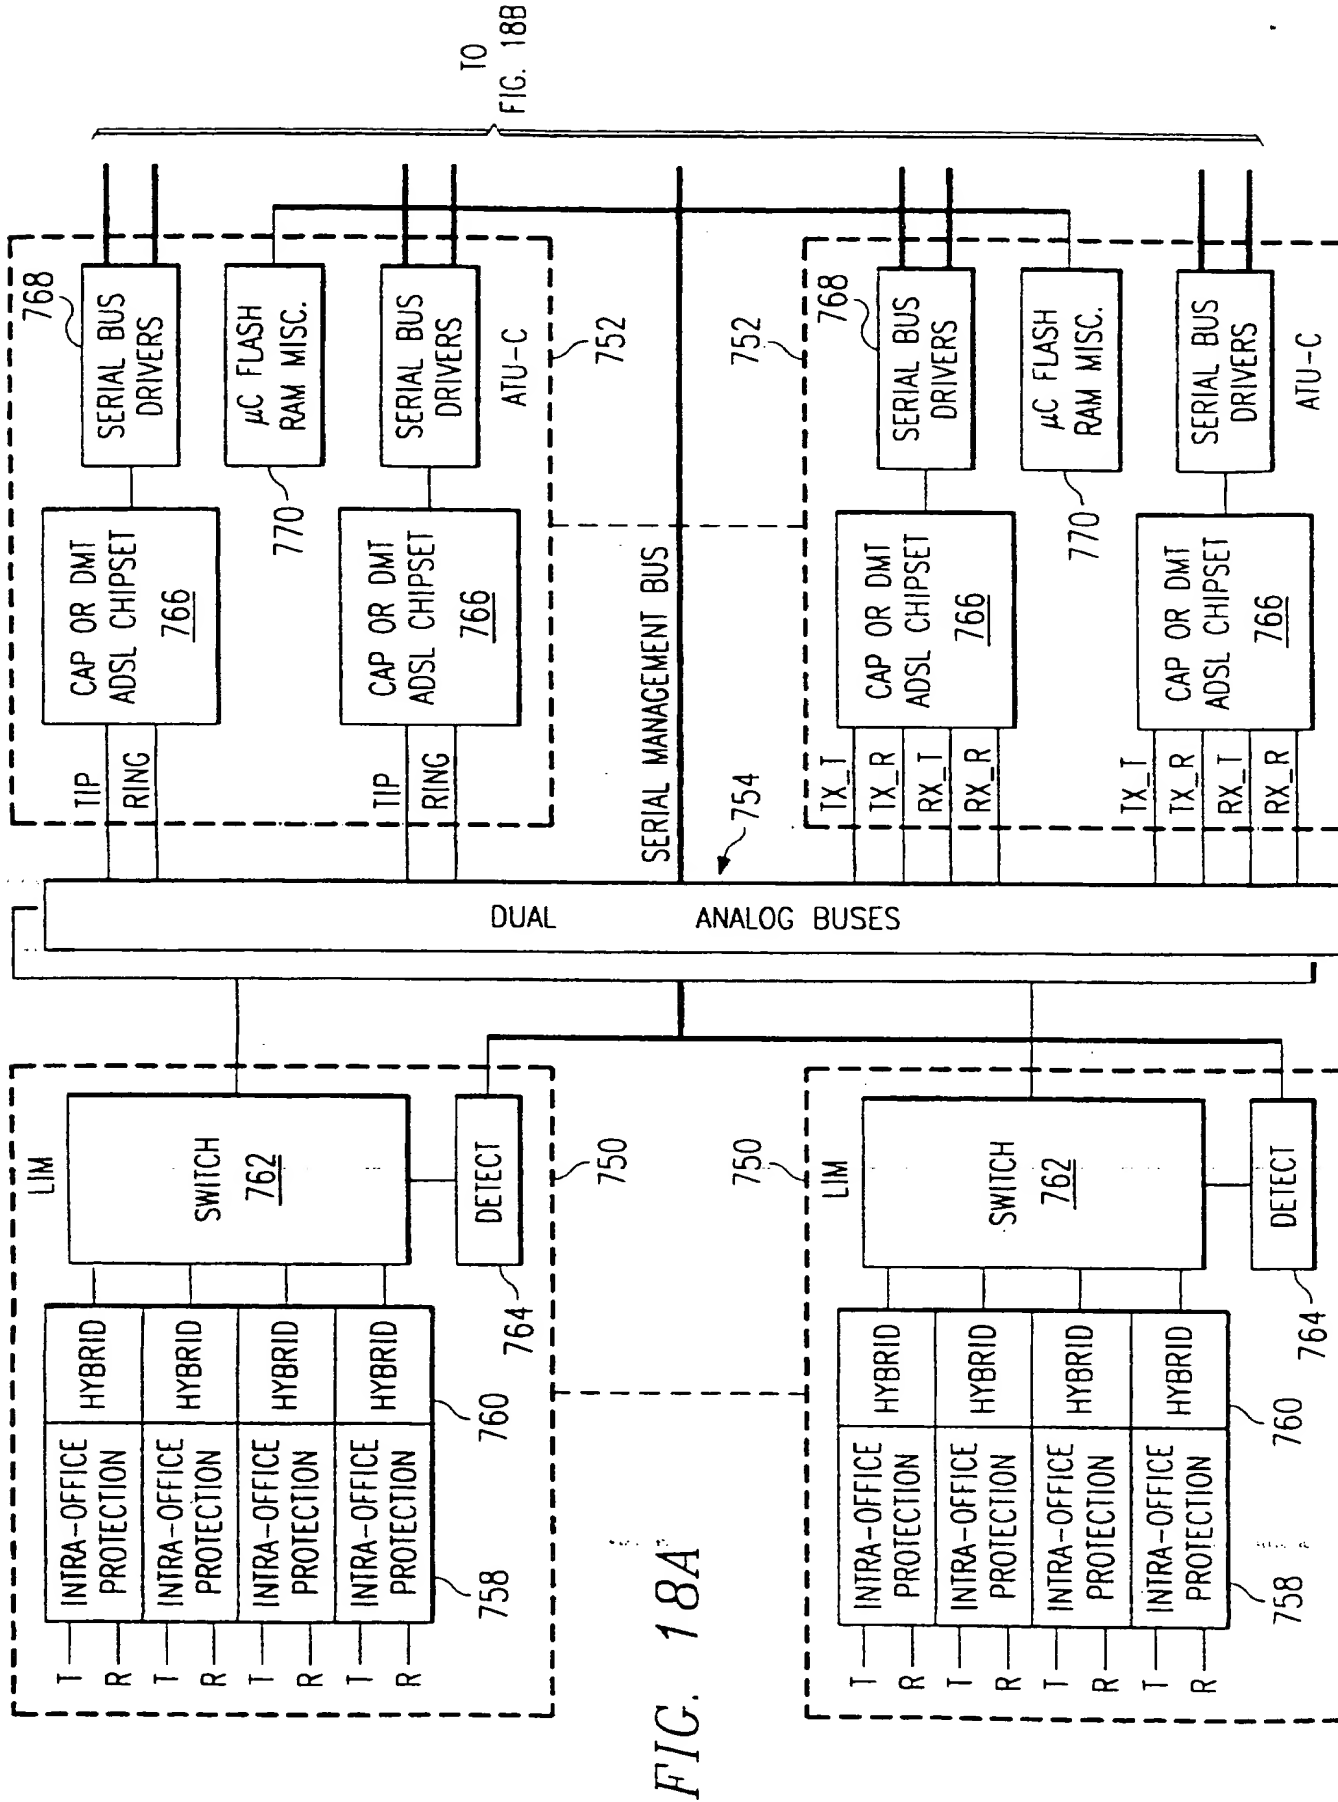 LIM
T
R
T
R
T
R
T
R
INTRA-OFFICE
PROTECTION
INTRA-OFFICE
PROTECTION
INTRA-OFFICE
PROTECTION
INTRA-OFFICE
PROTECTION
758
HYBRID
HYBRID
HYBRID
HYBRID
760
SWITCH
762
DETECT
764
750
TIP
RING
TIP
RING
CAP OR DMT
ADSL CHIPSET
766
CAP OR DMT
ADSL CHIPSET
766
768
SERIAL BUS
DRIVERS
µC FLASH
RAM MISC.
770
SERIAL BUS
DRIVERS
ATU-C
752
TO
FIG. 18B
SERIAL MANAGEMENT BUS
754
DUAL ANALOG BUSES
750
LIM
T
R
T
R
T
R
T
R
INTRA-OFFICE
PROTECTION
INTRA-OFFICE
PROTECTION
INTRA-OFFICE
PROTECTION
INTRA-OFFICE
PROTECTION
758
HYBRID
HYBRID
HYBRID
HYBRID
760
SWITCH
762
DETECT
764
752
TX_T
TX_R
RX_T
RX_R
TX_T
TX_R
RX_T
RX_R
CAP OR DMT
ADSL CHIPSET
766
CAP OR DMT
ADSL CHIPSET
766
768
SERIAL BUS
DRIVERS
µC FLASH
RAM MISC.
770
SERIAL BUS
DRIVERS
ATU-C
FIG. 18A